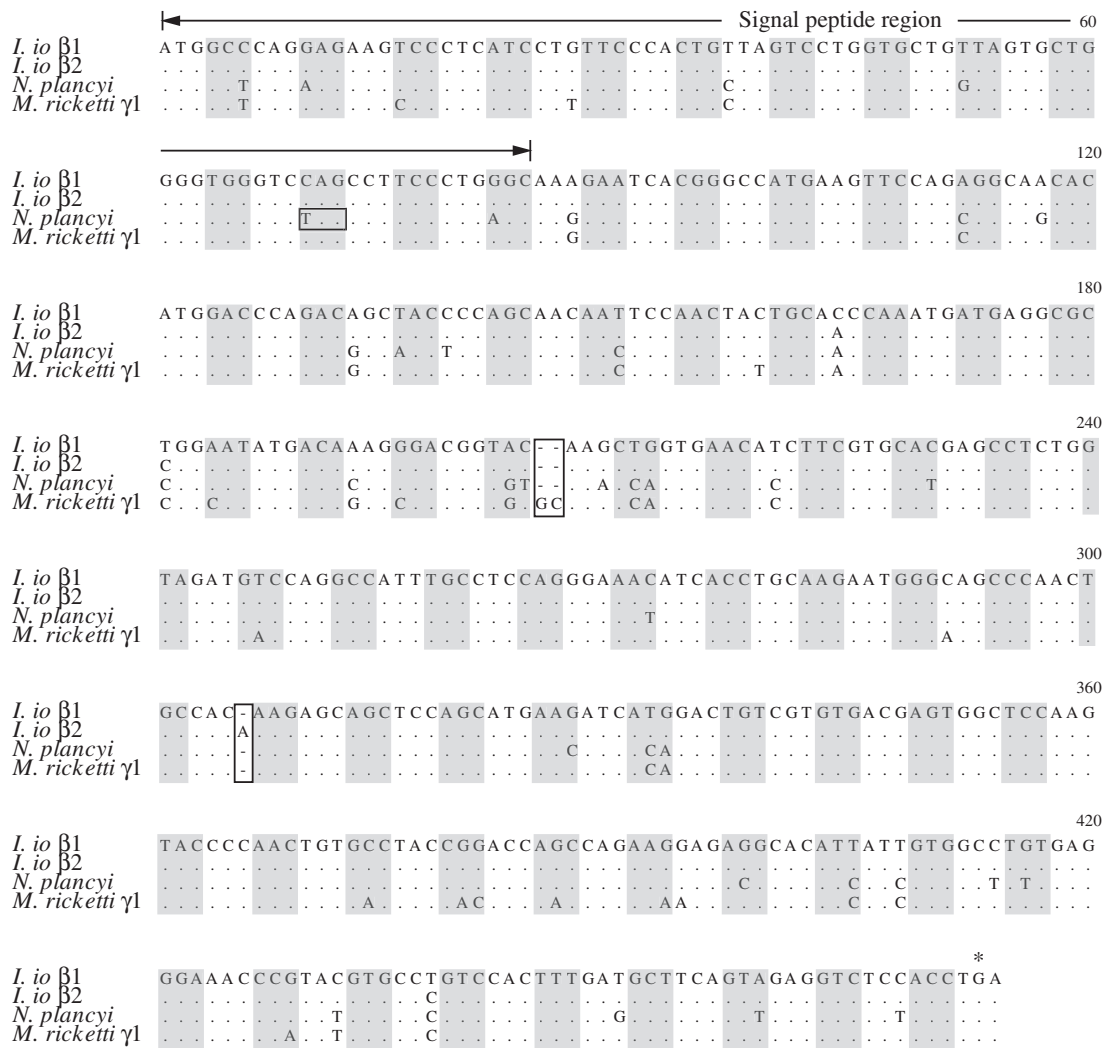 Signal peptide region 60
I. io β1 ATGGCCCAGGAGAAGTCCCTCATCCTGTTCCCACTGTTAGTCCTGGTGCTGTTAGTGCTG
I. io β2 ............................................................
N. plancyi .....T...A..........................C..............G........
M. ricketti γ1 .....T.........C..........T.........C.......................
120
I. io β1 GGGTGGGTCCAGCCTTCCCTGGGCAAAGAATCACGGGCCATGAAGTTCCAGAGGCAACAC
I. io β2 ............................................................
N. plancyi .........T...........A....G........................C....G...
M. ricketti γ1 ..........................G........................C........
180
I. io β1 ATGGACCCAGACAGCTACCCCAGCAACAATTCCAACTACTGCACCCAAATGATGAGGCGC
I. io β2 ...........................................A................
N. plancyi ............G..A..T..........C.............A................
M. ricketti γ1 ............G................C........T....A................
240
I. io β1 TGGAATATGACAAAGGGACGGTAC--AAGCTGGTGAACATCTTCGTGCACGAGCCTCTGG
I. io β2 C.......................--..................................
N. plancyi C...........C.........GT--..A.CA.......C.........T..........
M. ricketti γ1 C..C........G..C......G.GC....CA.......C....................
300
I. io β1 TAGATGTCCAGGCCATTTGCCTCCAGGGAAACATCACCTGCAAGAATGGGCAGCCCAACT
I. io β2 ............................................................
N. plancyi ...............................T............................
M. ricketti γ1 ......A...........................................A.........
360
I. io β1 GCCAC-AAGAGCAGCTCCAGCATGAAGATCATGGACTGTCGTGTGACGAGTGGCTCCAAG
I. io β2 .....A......................................................
N. plancyi .....-....................C....CA...........................
M. ricketti γ1 .....-.........................CA...........................
420
I. io β1 TACCCCAACTGTGCCTACCGGACCAGCCAGAAGGAGAGGCACATTATTGTGGCCTGTGAG
I. io β2 ............................................................
N. plancyi .....................................C......C..C.....T.T....
M. ricketti γ1 .............A.....AC....A......AA..........C..C............
*
I. io β1 GGAAACCCGTACGTGCCTGTCCACTTTGATGCTTCAGTAGAGGTCTCCACCTGA
I. io β2 .................C....................................
N. plancyi ...........T.....C...........G........T........T......
M. ricketti γ1 ........A..T.....C....................................